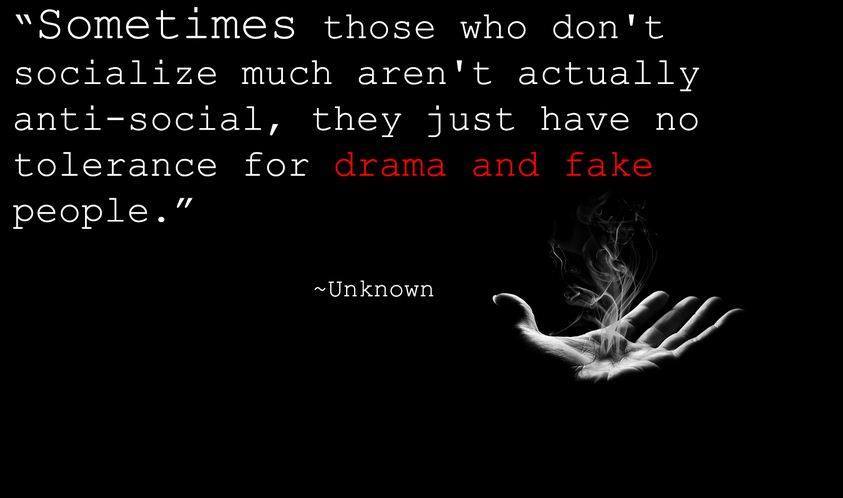 “Sometimes those who don't
socialize much aren't actually
anti-social, they just have no
tolerance for drama and fake
people.”
~Unknown